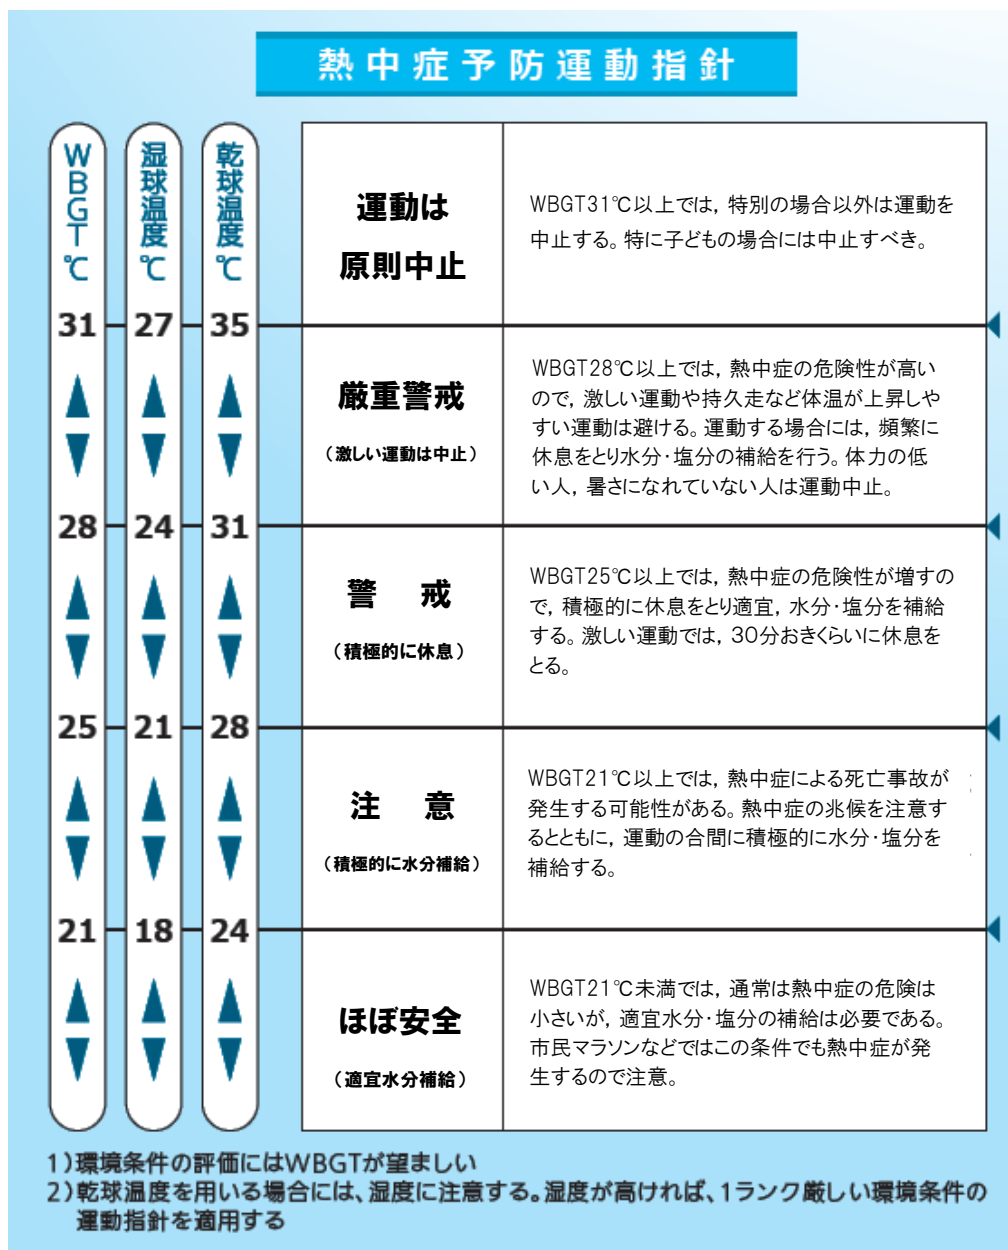 熱中症予防運動指針
WBGT℃
湿球温度℃
乾球温度℃
運動は
原則中止
WBGT31℃以上では，特別の場合以外は運動を
中止する。特に子どもの場合には中止すべき。
31 27 35
厳重警戒
（激しい運動は中止）
WBGT28℃以上では，熱中症の危険性が高い
ので，激しい運動や持久走など体温が上昇しや
すい運動は避ける。運動する場合には，頻繁に
休息をとり水分・塩分の補給を行う。体力の低
い人，暑さになれていない人は運動中止。
28 24 31
警 戒
（積極的に休息）
WBGT25℃以上では，熱中症の危険性が増すの
で，積極的に休息をとり適宜，水分・塩分を補給
する。激しい運動では，30分おきくらいに休息を
とる。
25 21 28
注 意
（積極的に水分補給）
WBGT21℃以上では，熱中症による死亡事故が
発生する可能性がある。熱中症の兆候を注意す
るとともに，運動の合間に積極的に水分・塩分を
補給する。
21 18 24
ほぼ安全
（適宜水分補給）
WBGT21℃未満では，通常は熱中症の危険は
小さいが，適宜水分・塩分の補給は必要である。
市民マラソンなどではこの条件でも熱中症が発
生するので注意。
1)環境条件の評価にはWBGTが望ましい
2)乾球温度を用いる場合には、湿度に注意する。湿度が高ければ、1ランク厳しい環境条件の
運動指針を適用する